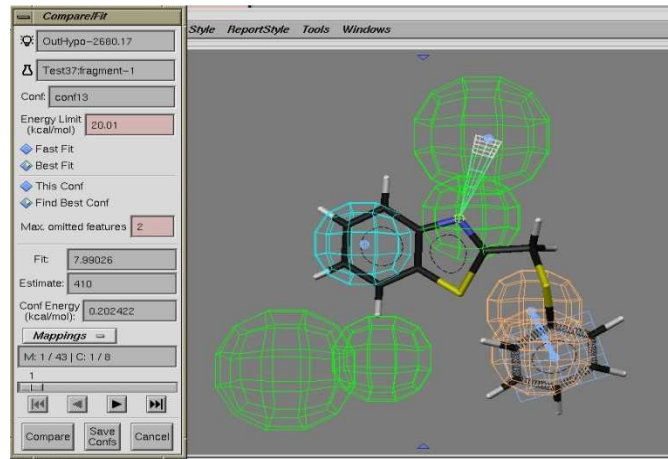 Compare/Fit
Style ReportStyle Tools Windows
OutHypo-2680.17
Test37:fragment-1
Conf: conf13
Energy Limit
(kcal/mol) 20.01
Fast Fit
Best Fit
This Conf
Find Best Conf
Max. omitted features 2
Fit: 7.99026
Estimate: 410
Conf Energy
(kcal/mol): 0.202422
Mappings
M: 1 / 43 | C: 1 / 8
1
Compare Save Confs Cancel